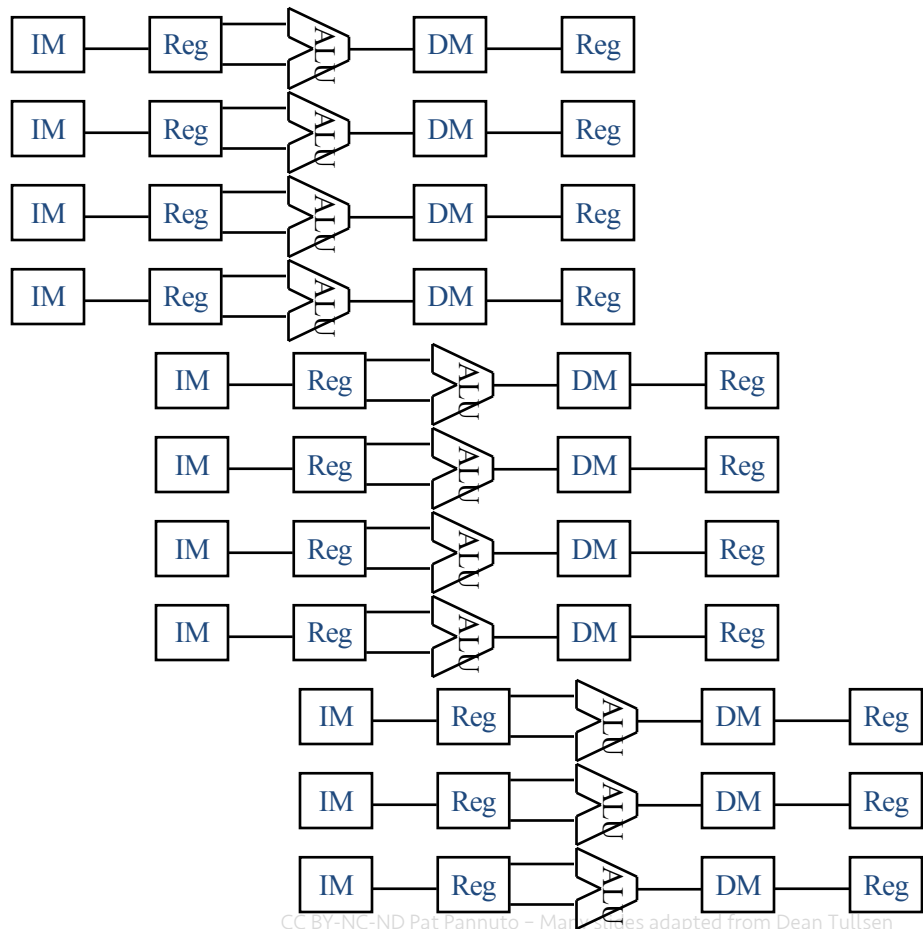 IM Reg ALU DM Reg
IM Reg ALU DM Reg
IM Reg ALU DM Reg
IM Reg ALU DM Reg
IM Reg ALU DM Reg
IM Reg ALU DM Reg
IM Reg ALU DM Reg
IM Reg ALU DM Reg
IM Reg ALU DM Reg
IM Reg ALU DM Reg
IM Reg ALU DM Reg
CC BY-NC-ND Pat Pannuto – Many slides adapted from Dean Tullsen